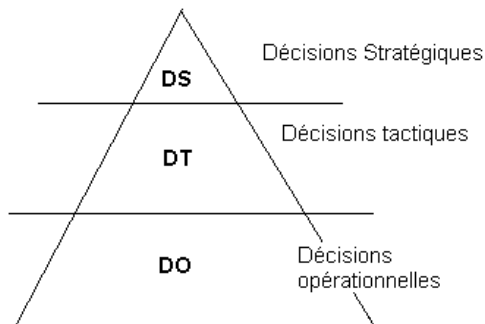 Décisions Stratégiques
DS
Décisions tactiques
DT
Décisions
DO
opérationnelles